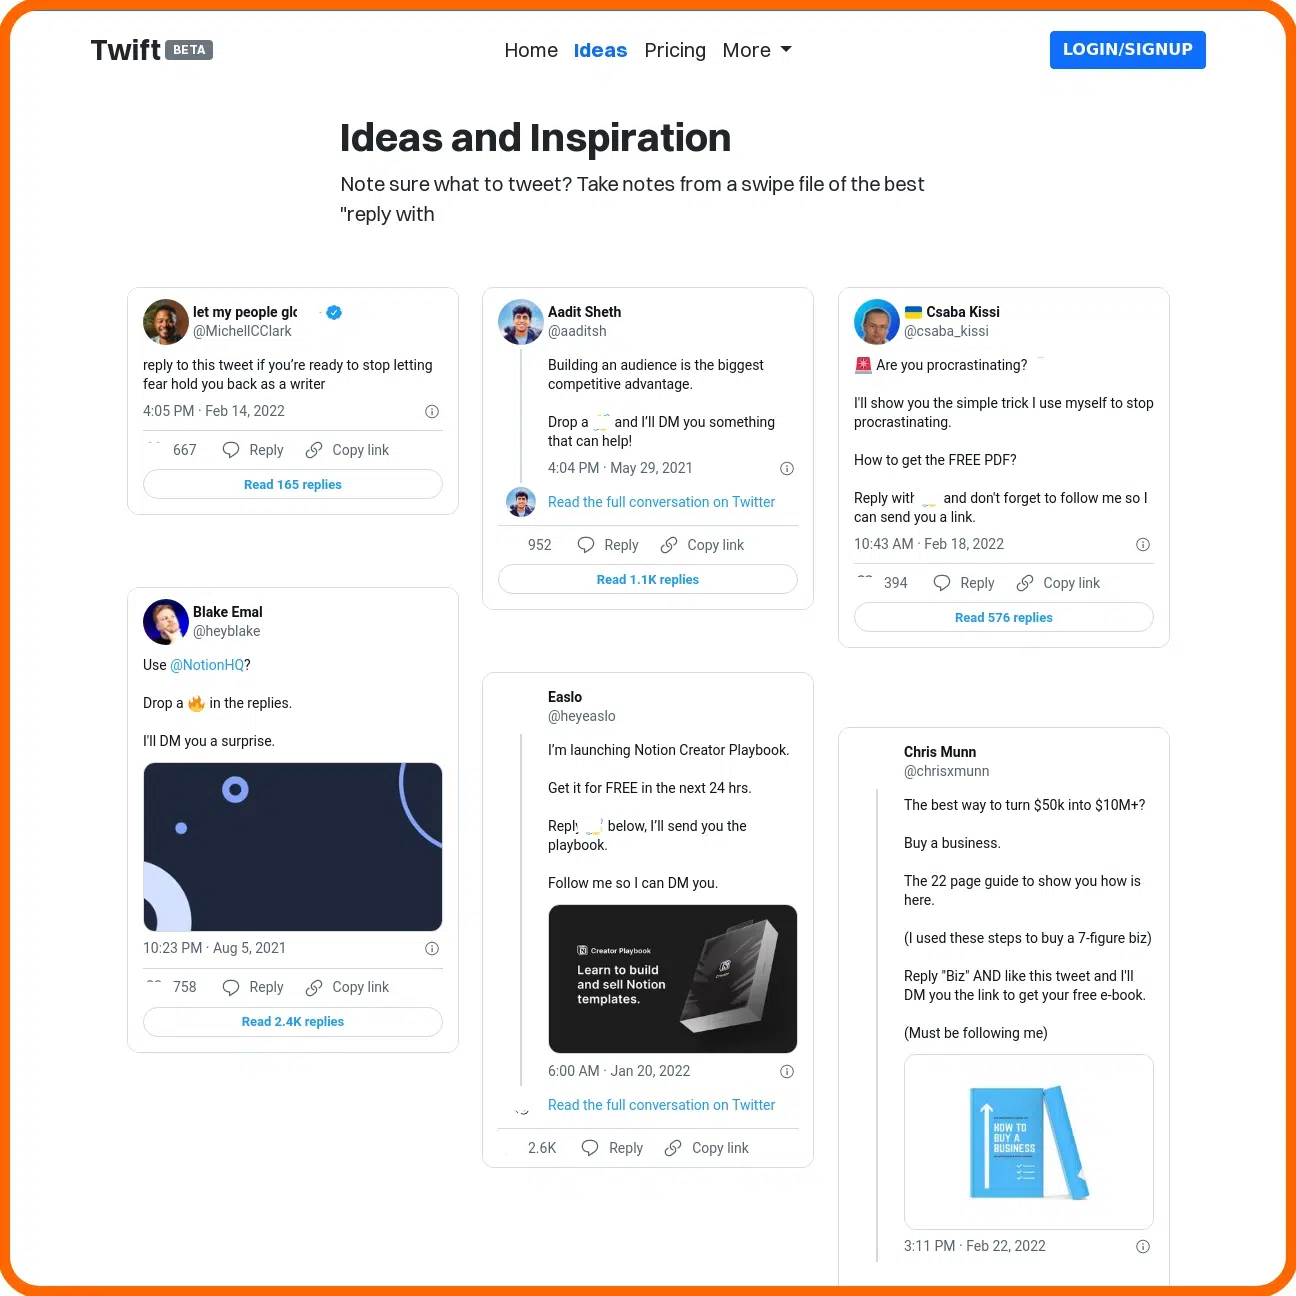 Twift BETA
Home Ideas Pricing More
LOGIN/SIGNUP
Ideas and Inspiration
Note sure what to tweet? Take notes from a swipe file of the best
"reply with
let my people
@MichellCClark
reply to this tweet if you’re ready to stop letting
fear hold you back as a writer
4:05 PM · Feb 14, 2022
667 Reply Copy link
Read 165 replies
Blake Emal
@heyblake
Use @NotionHQ?
Drop a 🔥 in the replies.
I'll DM you a surprise.
10:23 PM · Aug 5, 2021
758 Reply Copy link
Read 2.4K replies
Aadit Sheth
@aaditsh
Building an audience is the biggest
competitive advantage.
Drop a and I’ll DM you something
that can help!
4:04 PM · May 29, 2021
Read the full conversation on Twitter
952 Reply Copy link
Read 1.1K replies
Easlo
@heyeaslo
I’m launching Notion Creator Playbook.
Get it for FREE in the next 24 hrs.
Reply below, I’ll send you the
playbook.
Follow me so I can DM you.
Creator Playbook
Learn to build
and sell Notion
templates.
6:00 AM · Jan 20, 2022
Read the full conversation on Twitter
2.6K Reply Copy link
🇺🇦 Csaba Kissi
@csaba_kissi
🚨 Are you procrastinating?
I'll show you the simple trick I use myself to stop
procrastinating.
How to get the FREE PDF?
Reply with and don't forget to follow me so I
can send you a link.
10:43 AM · Feb 18, 2022
394 Reply Copy link
Read 576 replies
Chris Munn
@chrisxmunn
The best way to turn $50k into $10M+?
Buy a business.
The 22 page guide to show you how is
here.
(I used these steps to buy a 7-figure biz)
Reply "Biz" AND like this tweet and I'll
DM you the link to get your free e-book.
(Must be following me)
HOW TO
BUY A
BUSINESS
3:11 PM · Feb 22, 2022